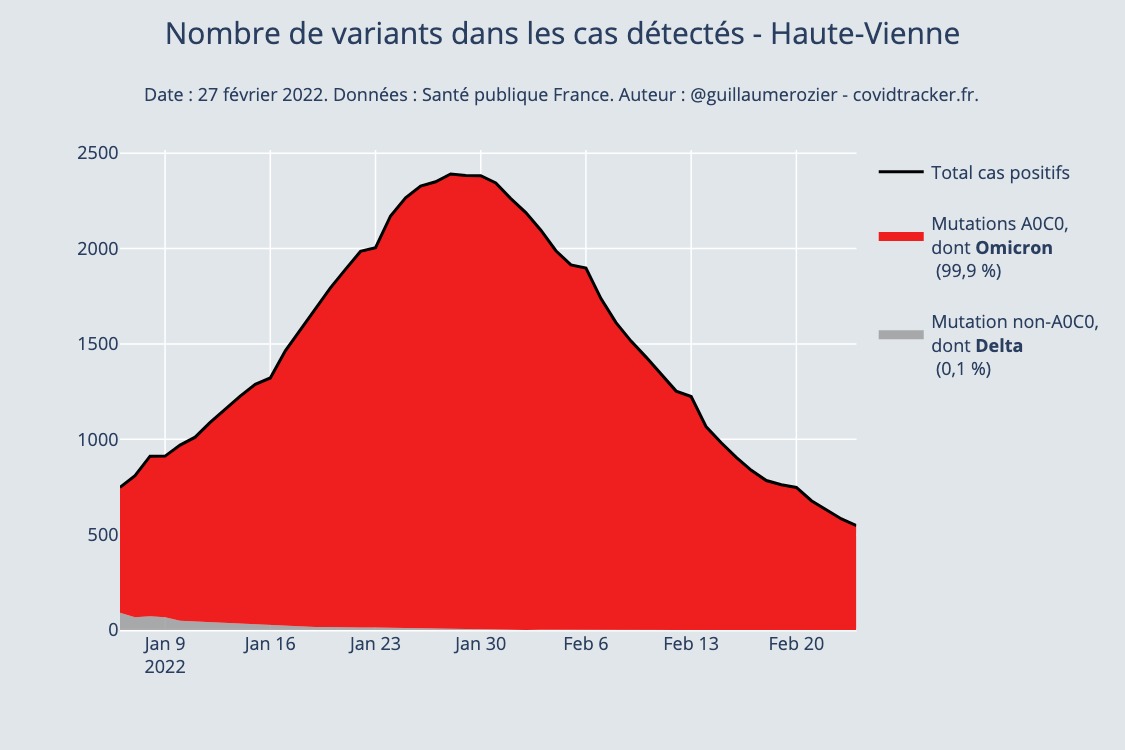 Nombre de variants dans les cas détectés - Haute-Vienne
Date : 27 février 2022. Données : Santé publique France. Auteur : @guillaumerozier - covidtracker.fr.
2500
2000
1500
1000
500
0
Jan 9
2022
Jan 16
Jan 23
Jan 30
Feb 6
Feb 13
Feb 20
Total cas positifs
Mutations A0C0,
dont Omicron
(99,9 %)
Mutation non-A0C0,
dont Delta
(0,1 %)